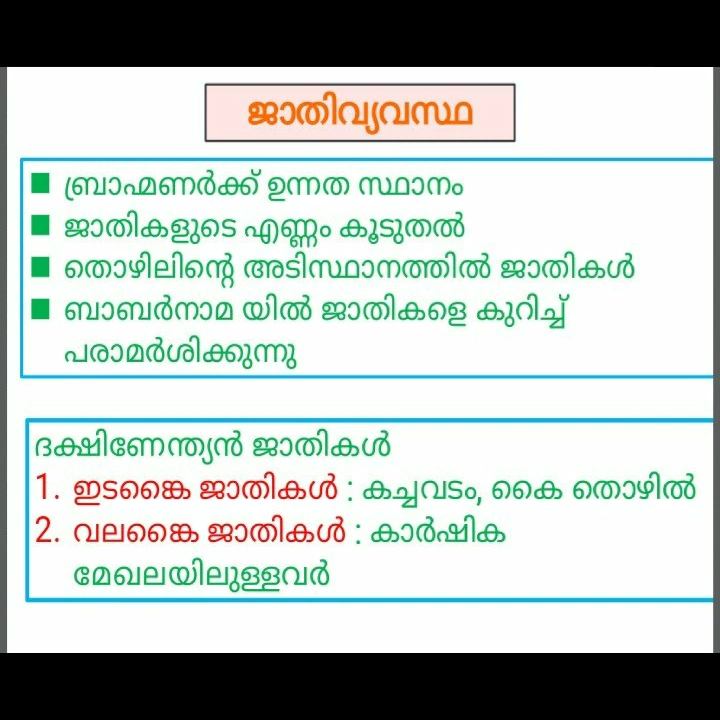 ജാതിവ്യവസ്ഥ
■ ബ്രാഹ്മണർക്ക് ഉന്നത സ്ഥാനം
■ ജാതികളുടെ എണ്ണം കൂടുതൽ
■ തൊഴിലിന്റെ അടിസ്ഥാനത്തിൽ ജാതികൾ
■ ബാബർനാമ യിൽ ജാതികളെ കുറിച്ച്
പരാമർശിക്കുന്നു
ദക്ഷിണേന്ത്യൻ ജാതികൾ
1. ഇടങ്കൈ ജാതികൾ : കച്ചവടം, കൈ തൊഴിൽ
2. വലങ്കൈ ജാതികൾ : കാർഷിക
മേഖലയിലുള്ളവർ